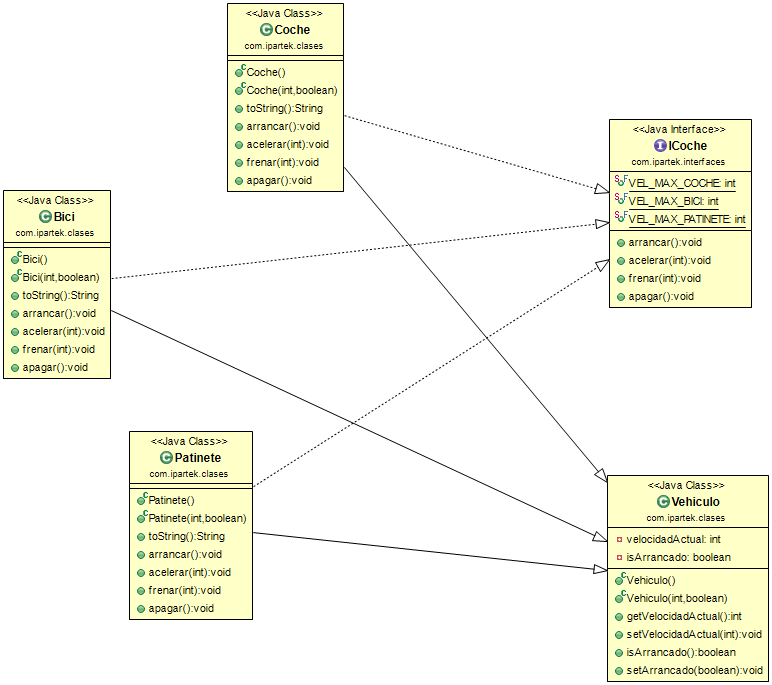 <<Java Class>>
Coche
com.ipartek.clases
Coche()
Coche(int,boolean)
toString():String
arrancar():void
acelerar(int):void
frenar(int):void
apagar():void
<<Java Interface>>
ICoche
com.ipartek.interfaces
VEL_MAX_COCHE: int
VEL_MAX_BICI: int
VEL_MAX_PATINETE: int
arrancar():void
acelerar(int):void
frenar(int):void
apagar():void
<<Java Class>>
Bici
com.ipartek.clases
Bici()
Bici(int,boolean)
toString():String
arrancar():void
acelerar(int):void
frenar(int):void
apagar():void
<<Java Class>>
Patinete
com.ipartek.clases
Patinete()
Patinete(int,boolean)
toString():String
arrancar():void
acelerar(int):void
frenar(int):void
apagar():void
<<Java Class>>
Vehiculo
com.ipartek.clases
velocidadActual: int
isArrancado: boolean
Vehiculo()
Vehiculo(int,boolean)
getVelocidadActual():int
setVelocidadActual(int):void
isArrancado():boolean
setArrancado(boolean):void